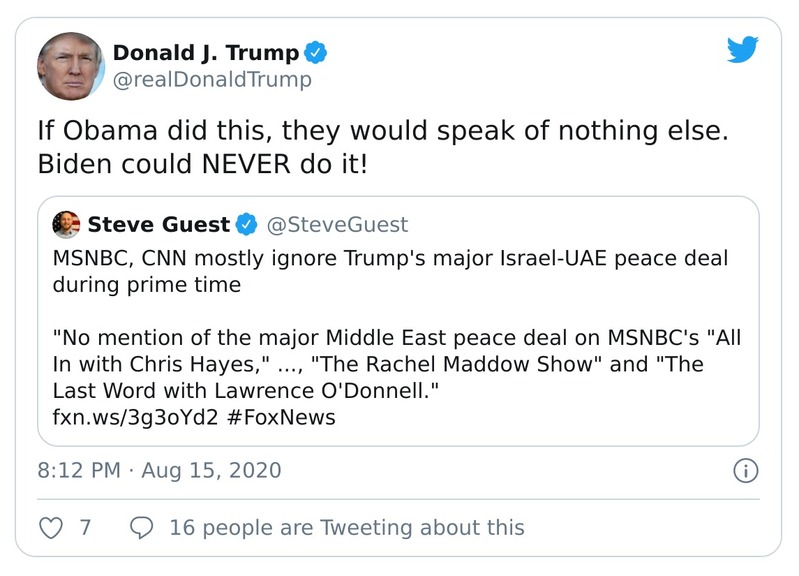 Donald J. Trump
@realDonaldTrump
If Obama did this, they would speak of nothing else.
Biden could NEVER do it!
Steve Guest @SteveGuest
MSNBC, CNN mostly ignore Trump's major Israel-UAE peace deal
during prime time
"No mention of the major Middle East peace deal on MSNBC's "All
In with Chris Hayes," ..., "The Rachel Maddow Show" and "The
Last Word with Lawrence O'Donnell."
fxn.ws/3g3oYd2 #FoxNews
8:12 PM · Aug 15, 2020
7 16 people are Tweeting about this